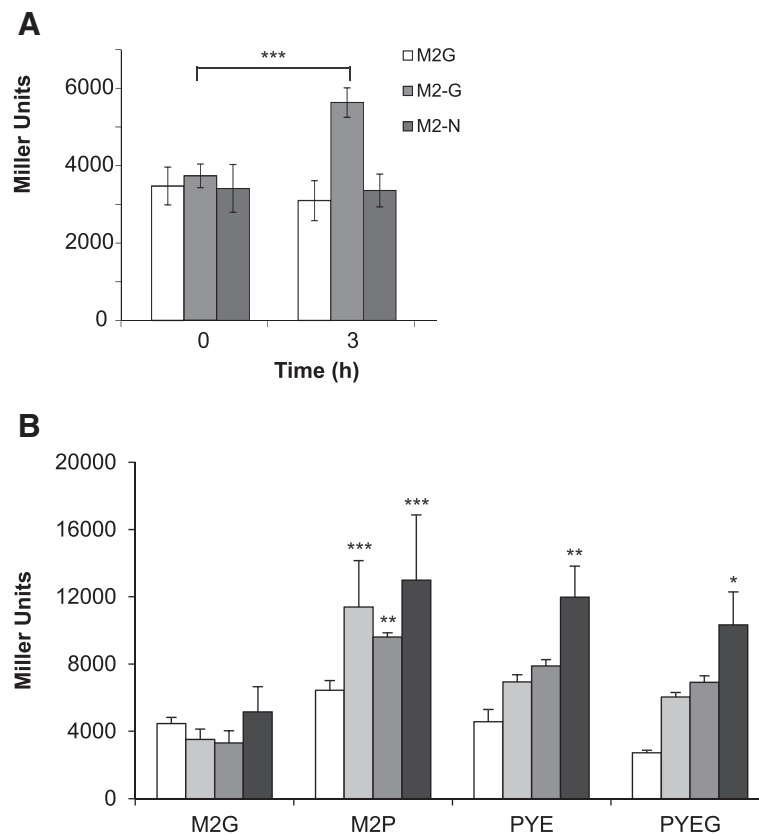 A
***
M2G
M2-G
M2-N
Miller Units
6000
4000
2000
0
0 3
Time (h)
B
20000
16000
12000
8000
4000
0
Miller Units
***
**
***
**
*
M2G M2P PYE PYEG